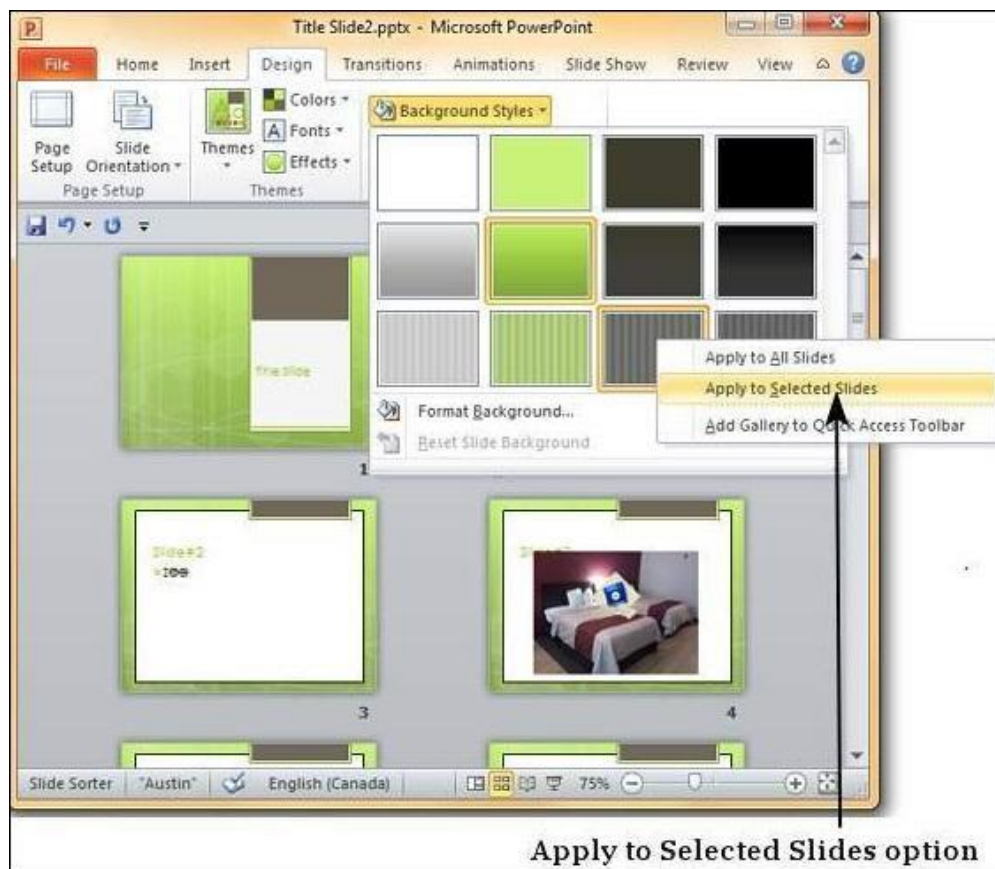 Title Slide2.pptx - Microsoft PowerPoint
File Home Insert Design Transitions Animations Slide Show Review View
Page Setup
Slide Orientation
Themes
Colors
Fonts
Effects
Background Styles
Page Setup
Themes
Apply to All Slides
Apply to Selected Slides
Add Gallery to Quick Access Toolbar
Format Background...
Reset Slide Background
slide
1
Slide#2
3
4
Slide Sorter "Austin" English (Canada) 75%
Apply to Selected Slides option